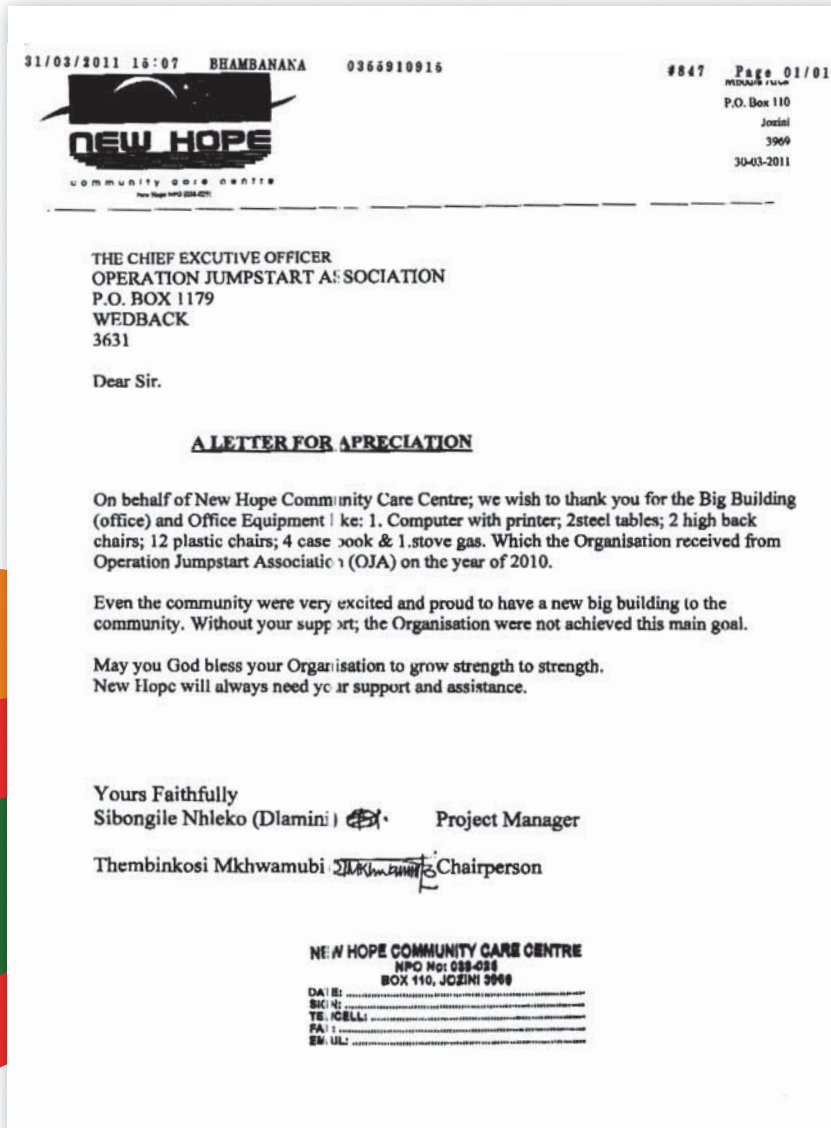 31/03/2011 15:07 BHAMBANANA 0355910915 #847 Page 01/01
P.O. Box 110
Jozini
3969
30-03-2011
NEW HOPE
community care centre
THE CHIEF EXCUTIVE OFFICER
OPERATION JUMPSTART ASSOCIATION
P.O. BOX 1179
WEDBACK
3631
Dear Sir.
A LETTER FOR APRECIATION
On behalf of New Hope Community Care Centre; we wish to thank you for the Big Building
(office) and Office Equipment like: 1. Computer with printer; 2steel tables; 2 high back
chairs; 12 plastic chairs; 4 case book & 1.stove gas. Which the Organisation received from
Operation Jumpstart Association (OJA) on the year of 2010.
Even the community were very excited and proud to have a new big building to the
community. Without your support; the Organisation were not achieved this main goal.
May you God bless your Organisation to grow strength to strength.
New Hope will always need your support and assistance.
Yours Faithfully
Sibongile Nhleko (Dlamini) Project Manager
Thembinkosi Mkhwamubi Chairperson
NEW HOPE COMMUNITY CARE CENTRE
NPO No:
BOX 110, JOZINI 3969
DATE:
TEL/CELL:
FAX: